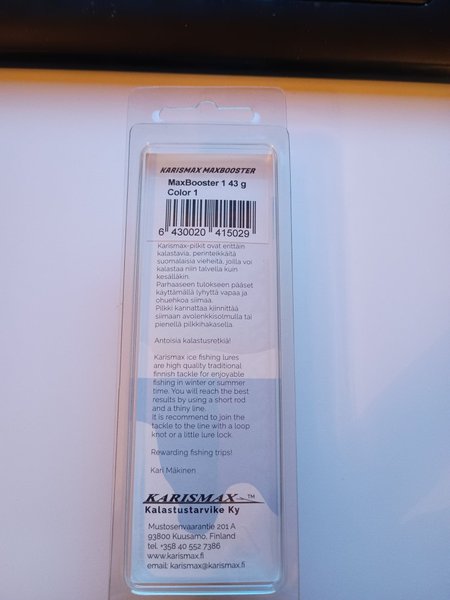 KARISMAX MAXBOOSTER
MaxBooster 1 43 g
Color 1
6 430020 415029
Karismax-pilkit ovat erittäin
kalastavia, perinteikkäitä
suomalaisia vieheitä, joilla voi
kalastaa niin talvella kuin
kesälläkin.
Parhaaseen tulokseen pääset
käyttämällä lyhyttä vapaa ja
ohuehkoa siimaa.
Pilkki kannattaa kiinnittää
siimaan avolenkkisolmulla tai
pienellä pilkkihakasella.
Antoisia kalastusretkiä!
Karismax ice fishing lures
are high quality traditional
finnish tackle for enjoyable
fishing in winter or summer
time. You will reach the best
results by using a short rod
and a thiny line.
It is recommend to join the
tackle to the line with a loop
knot or a little lure lock.
Rewarding fishing trips!
Kari Mäkinen
KARISMAX ™
Kalastustarvike Ky
Mustosenvaarantie 201 A
93800 Kuusamo, Finland
tel. +358 40 552 7386
www.karismax.fi
email: karismax@karismax.fi